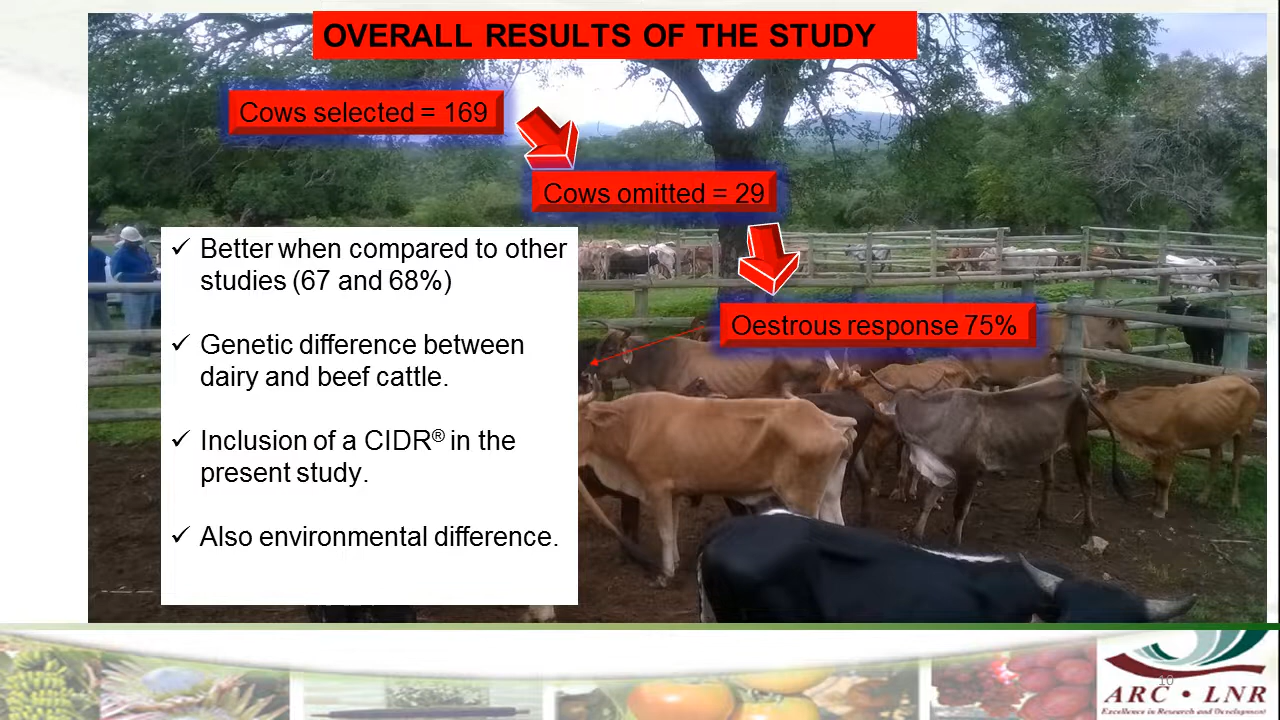 OVERALL RESULTS OF THE STUDY
Cows selected = 169
Cows omitted = 29
Oestrous response 75%
✓ Better when compared to other
studies (67 and 68%)
✓ Genetic difference between
dairy and beef cattle.
✓ Inclusion of a CIDR® in the
present study.
✓ Also environmental difference.
10
ARC • LNR
Excellence in Research and Development